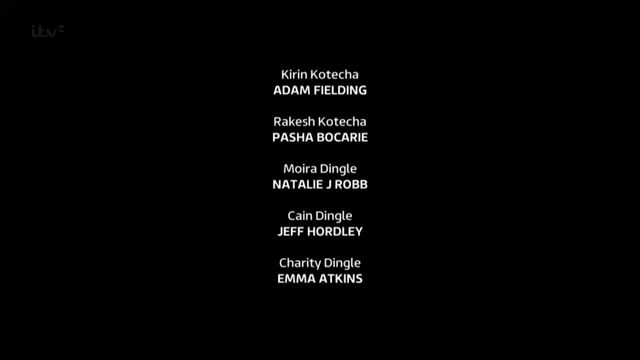 itv2
Kirin Kotecha
ADAM FIELDING
Rakesh Kotecha
PASHA BOCARIE
Moira Dingle
NATALIE J ROBB
Cain Dingle
JEFF HORDLEY
Charity Dingle
EMMA ATKINS